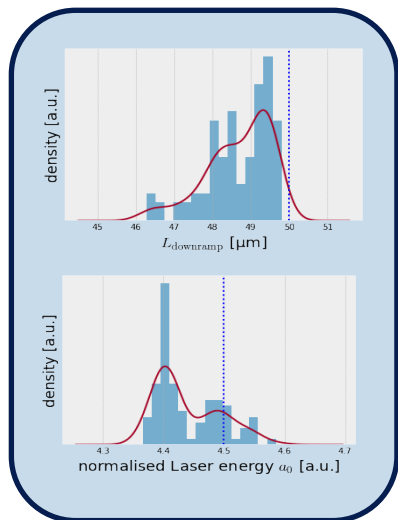 density [a.u.]
45 46 47 48 49 50 51
L_downramp [μm]
density [a.u.]
4.3 4.4 4.5 4.6 4.7
normalised Laser energy a_0 [a.u.]